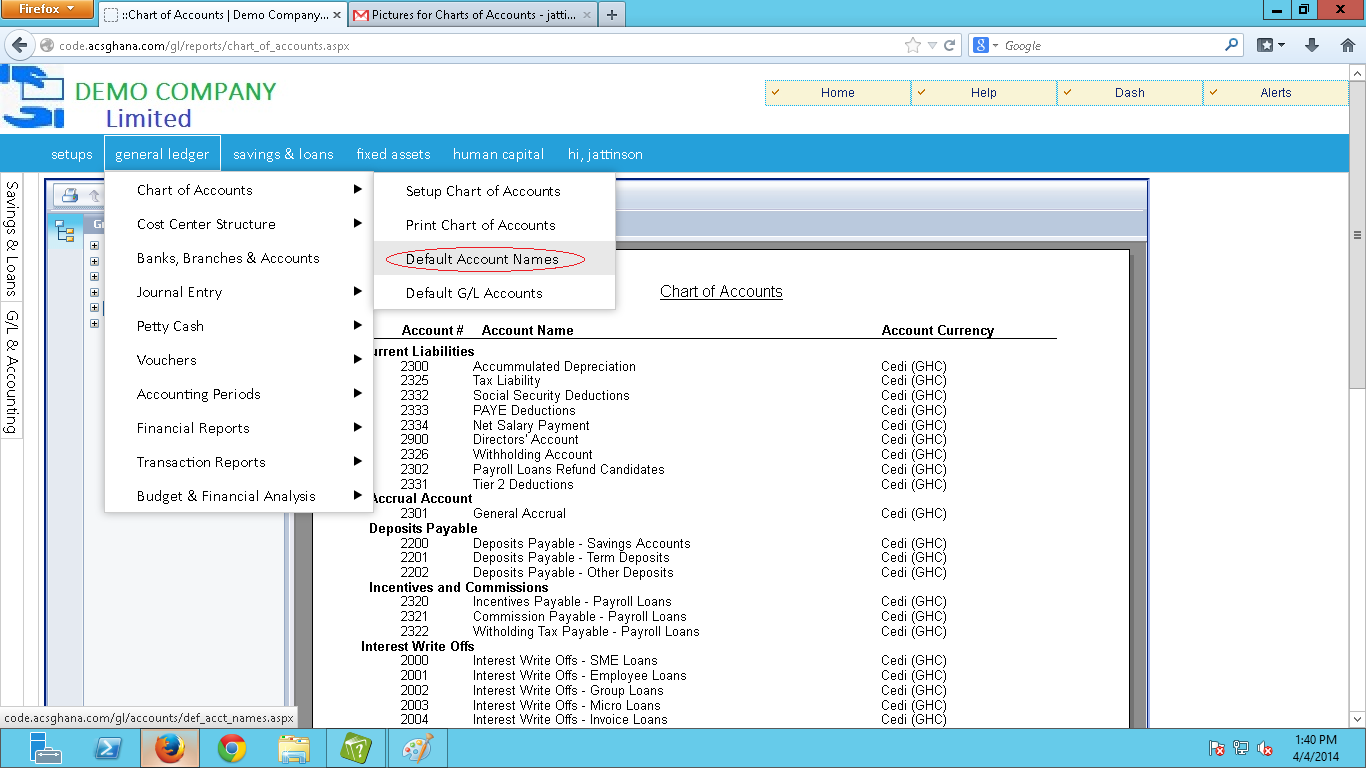 Firefox
::Chart of Accounts | Demo Company...
Pictures for Charts of Accounts - jatti...
code.acsghana.com/gl/reports/chart_of_accounts.aspx
Google
DEMO COMPANY
Limited
Home
Help
Dash
Alerts
setups
general ledger
savings & loans
fixed assets
human capital
hi, jattinson
Savings & Loans
G/L & Accounting
Chart of Accounts
Cost Center Structure
Banks, Branches & Accounts
Journal Entry
Petty Cash
Vouchers
Accounting Periods
Financial Reports
Transaction Reports
Budget & Financial Analysis
Setup Chart of Accounts
Print Chart of Accounts
Default Account Names
Default G/L Accounts
Chart of Accounts
Account # Account Name Account Currency
urrent Liabilities
2300 Accummulated Depreciation Cedi (GHC)
2325 Tax Liability Cedi (GHC)
2332 Social Security Deductions Cedi (GHC)
2333 PAYE Deductions Cedi (GHC)
2334 Net Salary Payment Cedi (GHC)
2900 Directors' Account Cedi (GHC)
2326 Withholding Account Cedi (GHC)
2302 Payroll Loans Refund Candidates Cedi (GHC)
2331 Tier 2 Deductions Cedi (GHC)
Accrual Account
2301 General Accrual Cedi (GHC)
Deposits Payable
2200 Deposits Payable - Savings Accounts Cedi (GHC)
2201 Deposits Payable - Term Deposits Cedi (GHC)
2202 Deposits Payable - Other Deposits Cedi (GHC)
Incentives and Commissions
2320 Incentives Payable - Payroll Loans Cedi (GHC)
2321 Commission Payable - Payroll Loans Cedi (GHC)
2322 Witholding Tax Payable - Payroll Loans Cedi (GHC)
Interest Write Offs
2000 Interest Write Offs - SME Loans Cedi (GHC)
2001 Interest Write Offs - Employee Loans Cedi (GHC)
2002 Interest Write Offs - Group Loans Cedi (GHC)
2003 Interest Write Offs - Micro Loans Cedi (GHC)
2004 Interest Write Offs - Invoice Loans Cedi (GHC)
code.acsghana.com/gl/accounts/def_acct_names.aspx
1:40 PM
4/4/2014